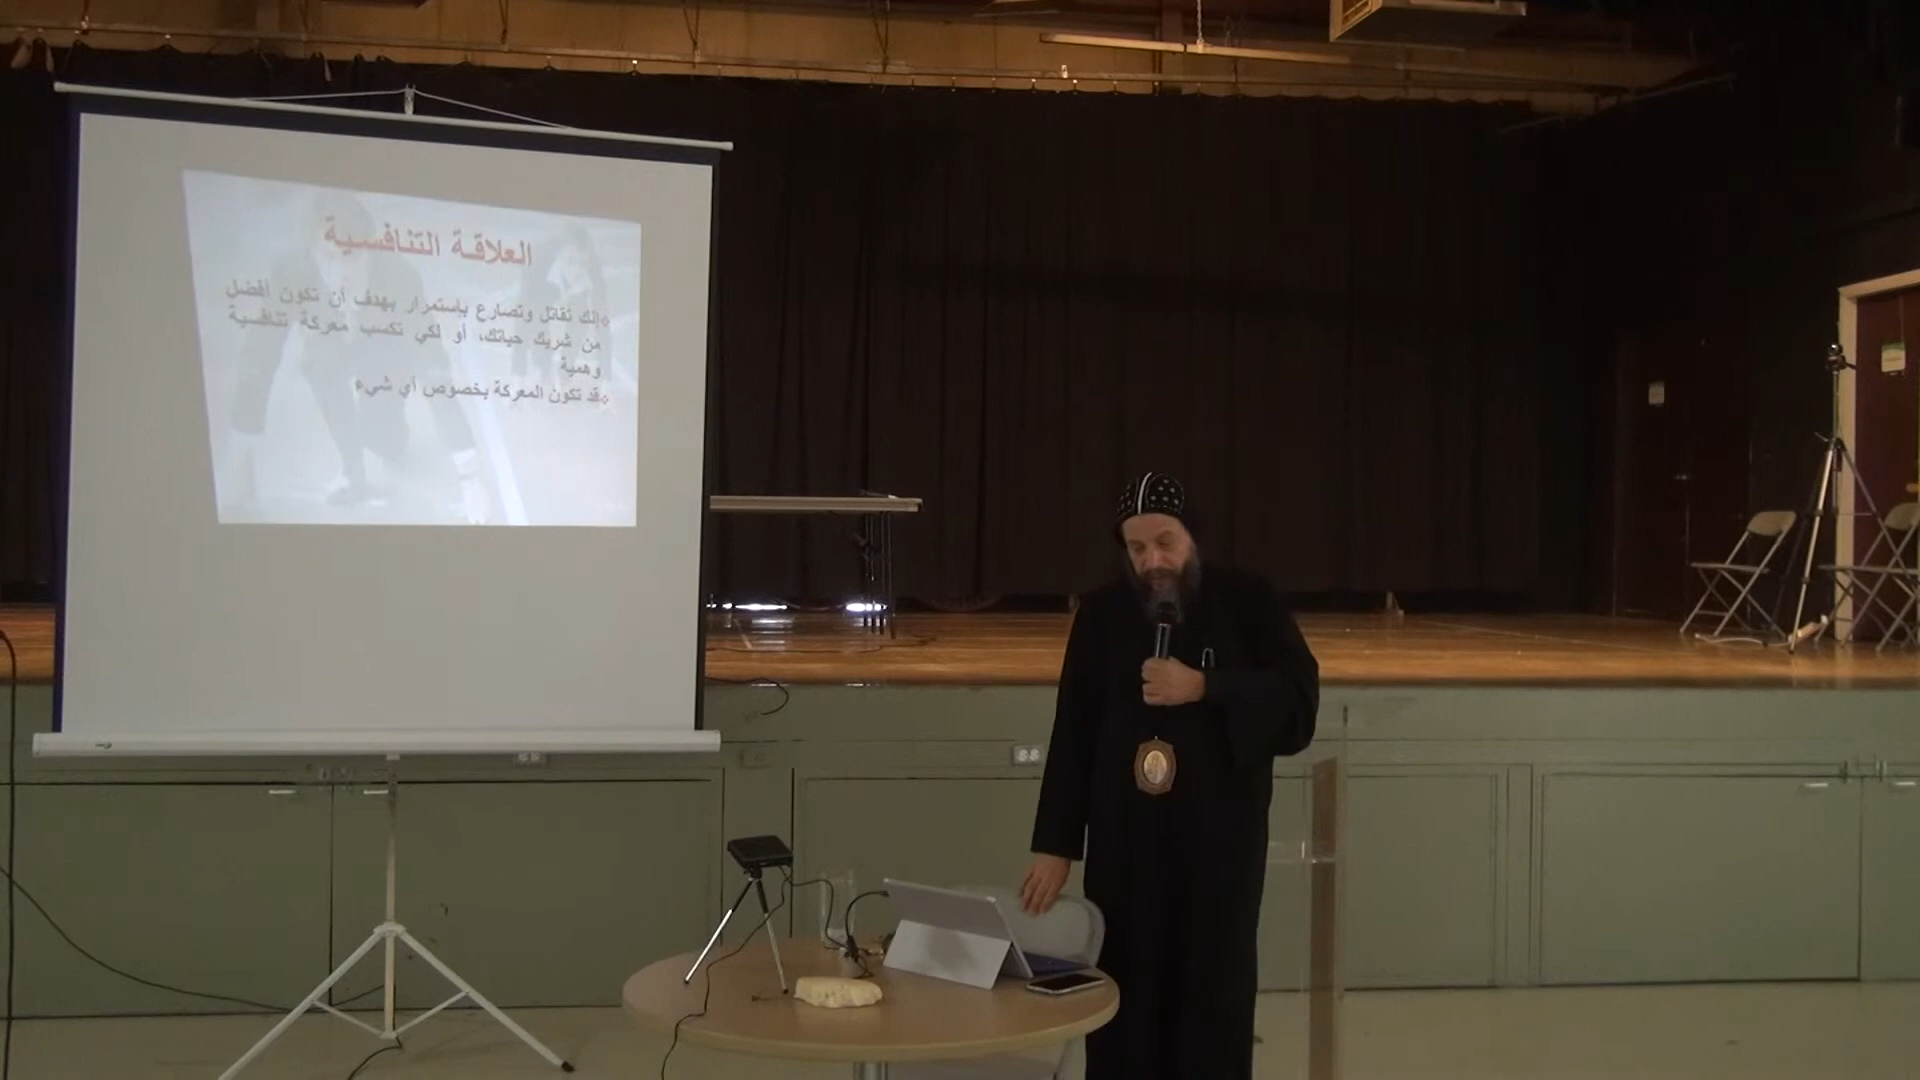 العلاقة التنافسية
إنك تقاتل وتصارع بإستمرار بهدف أن تكون أفضل
من شريك حياتك، أو لكي تكسب معركة تنافسية
وهمية
قد تكون المعركة بخصوص أي شيء